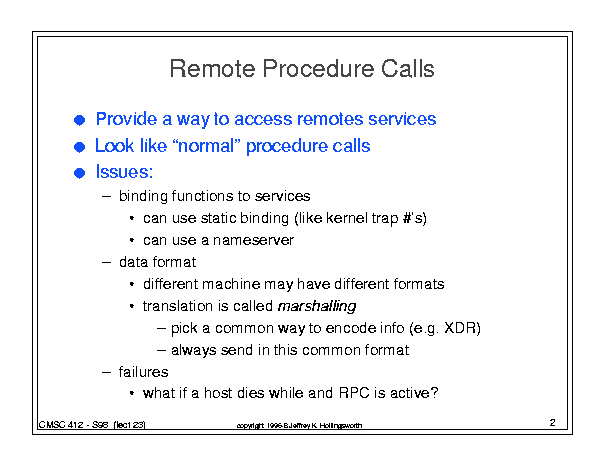 Remote Procedure Calls
● Provide a way to access remotes services
● Look like “normal” procedure calls
● Issues:
– binding functions to services
• can use static binding (like kernel trap #'s)
• can use a nameserver
– data format
• different machine may have different formats
• translation is called marshalling
– pick a common way to encode info (e.g. XDR)
– always send in this common format
– failures
• what if a host dies while and RPC is active?
CMSC 412 - S98 (lect 23)
copyright 1996-8 Jeffrey K. Hollingsworth
2